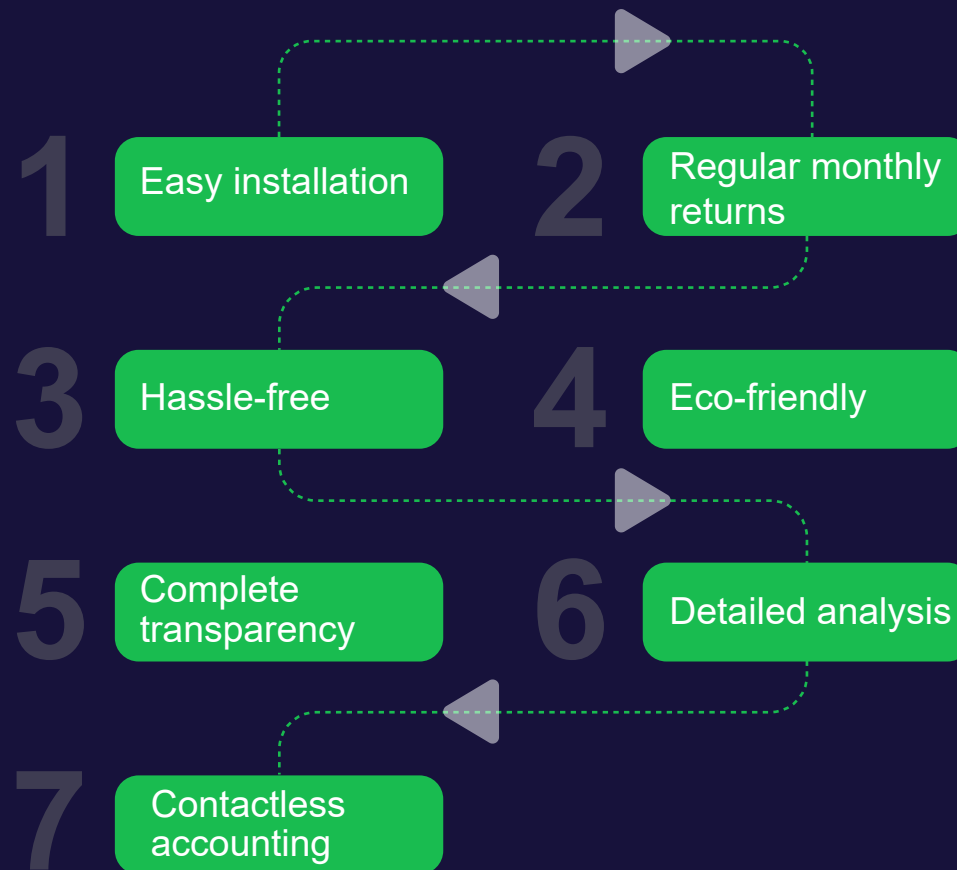 1
Easy installation
2
Regular monthly
returns
3
Hassle-free
4
Eco-friendly
5
Complete
transparency
6
Detailed analysis
7
Contactless
accounting